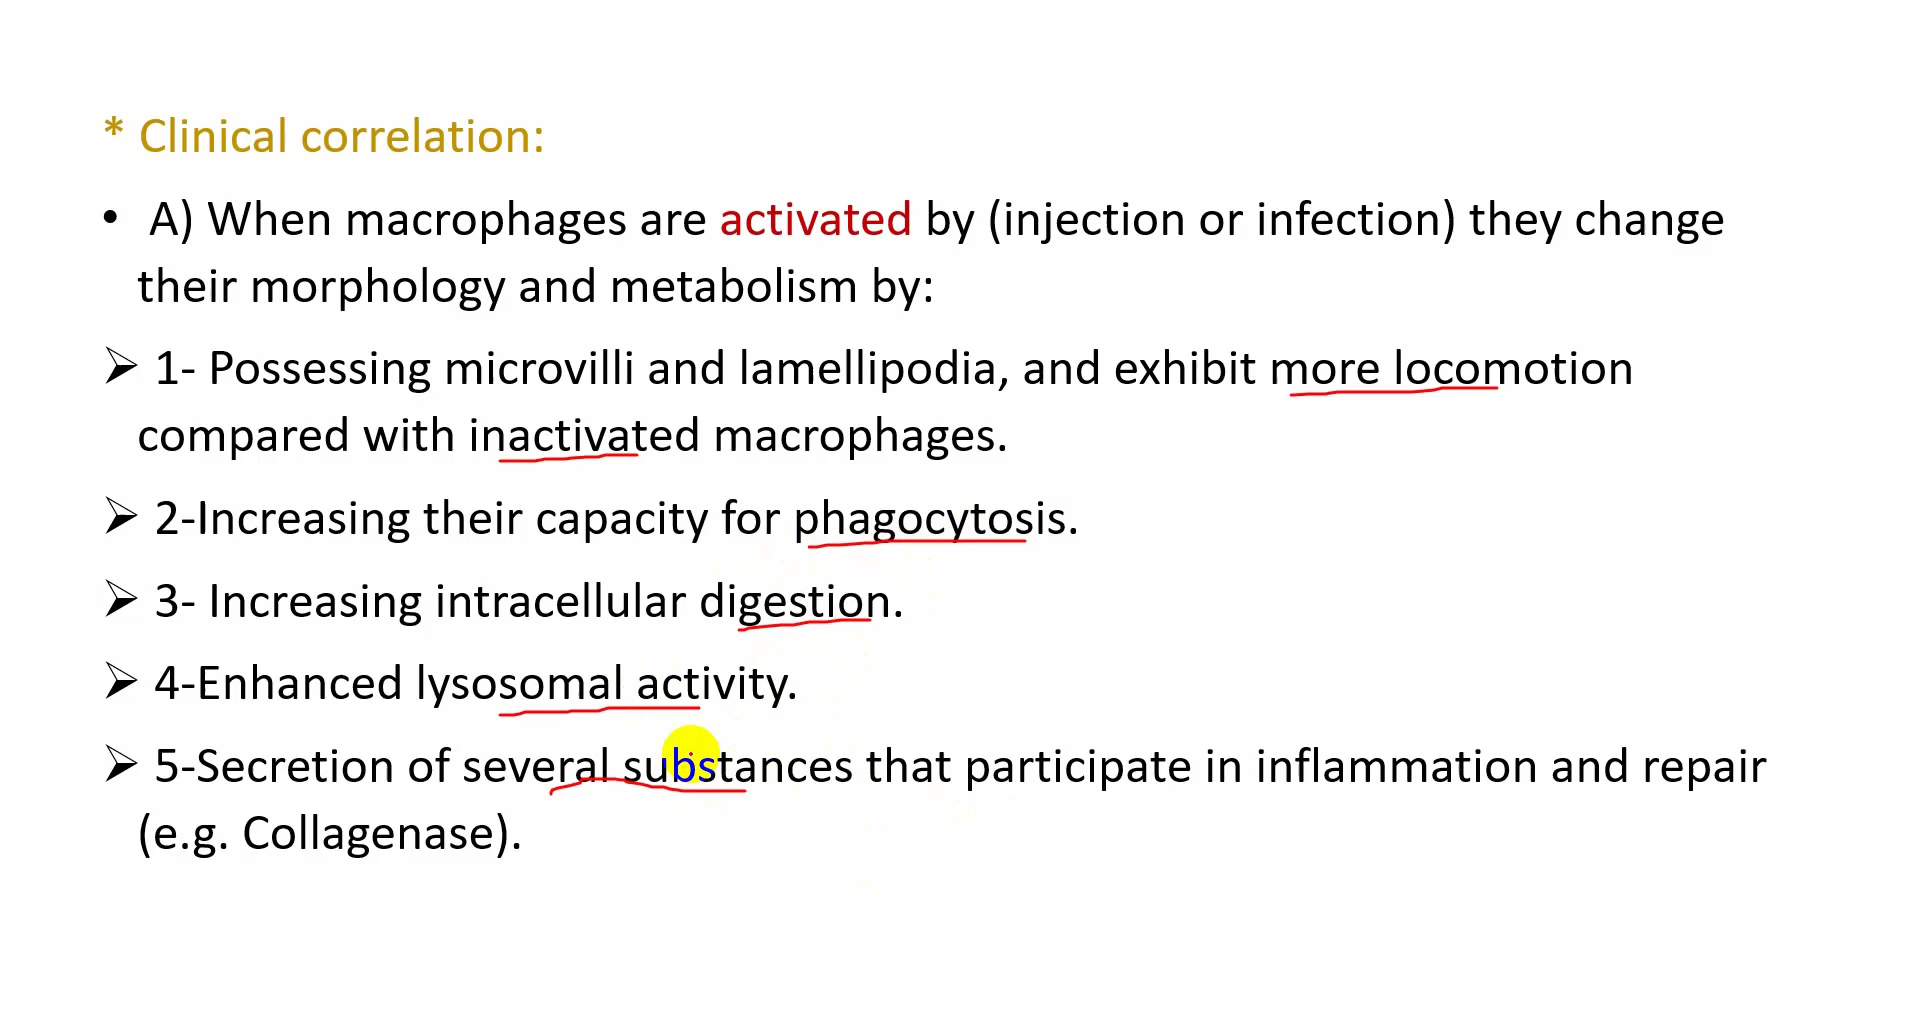 * Clinical correlation:
• A) When macrophages are activated by (injection or infection) they change
their morphology and metabolism by:
➢ 1- Possessing microvilli and lamellipodia, and exhibit more locomotion
compared with inactivated macrophages.
➢ 2-Increasing their capacity for phagocytosis.
➢ 3- Increasing intracellular digestion.
➢ 4-Enhanced lysosomal activity.
➢ 5-Secretion of several substances that participate in inflammation and repair
(e.g. Collagenase).